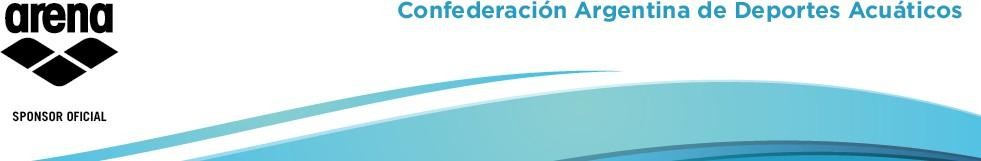 arena
Confederación Argentina de Deportes Acuáticos
SPONSOR OFICIAL